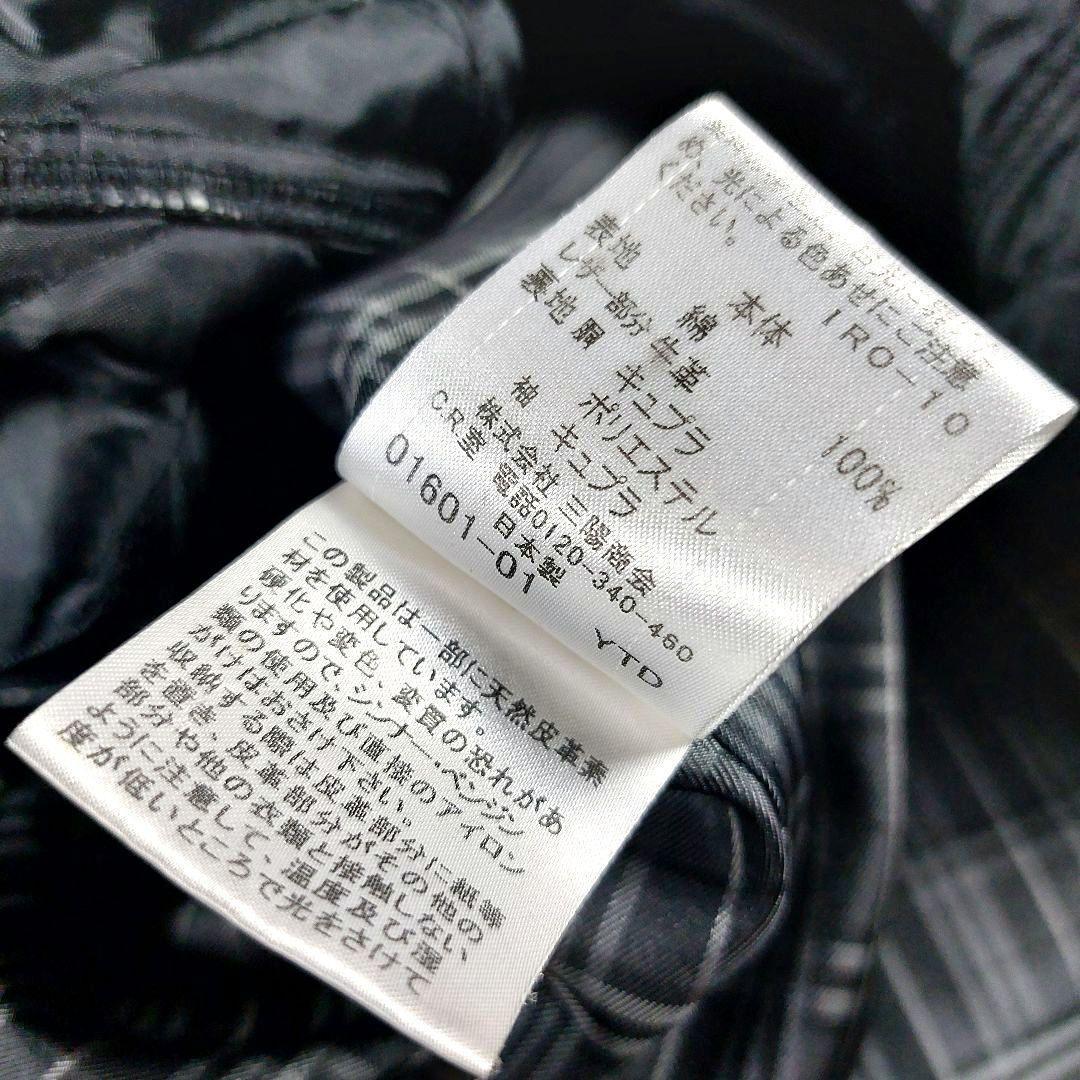 め、光による色あせにご注意
ください。
IRO-10
本体
表地 綿 100%
レザー部分 牛革
裏地 胴 キュプラ
ポリエステル
袖 キュプラ
株式会社 三陽商会
CR室 電話0120-340-460
日本製
01601-01 YTD
この製品は一部に天然皮革素
材を使用しています。
硬化や変色、変質の恐れがあ
りますので、シンナー・ベンジン
類の使用及び直接のアイロン
がけはおさけ下さい。
収納する際は皮革部分に紙等
を置き、皮革部分がその他の
部分や他の衣類と接触しない
ように注意して、温度及び湿
度が低いところで光をさけて